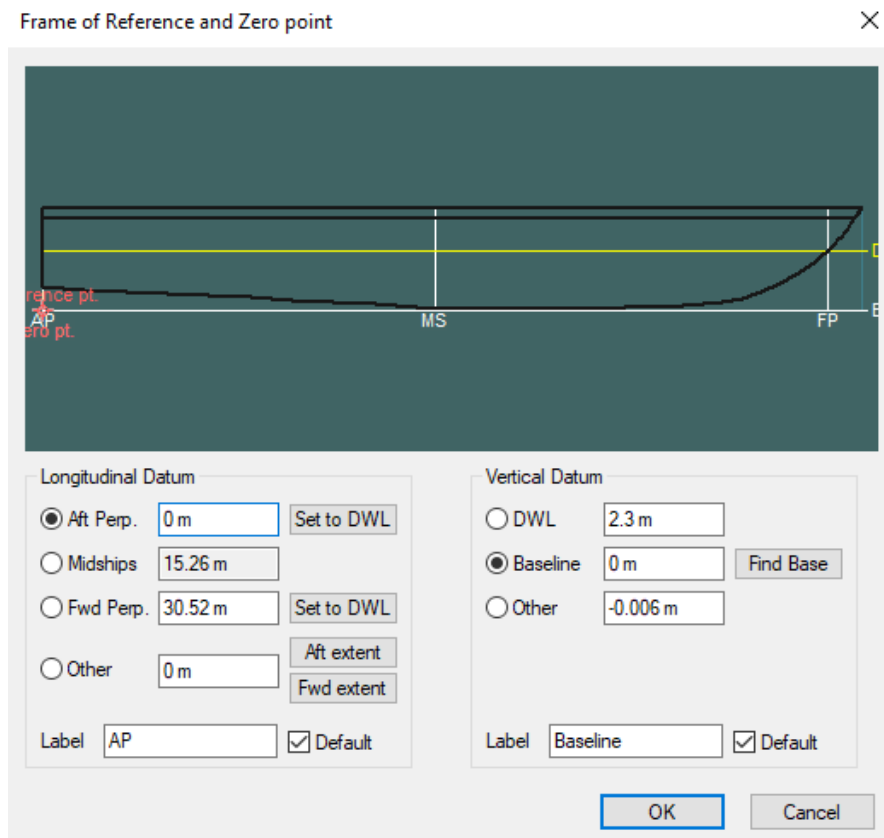 Frame of Reference and Zero point
rence pt.
AP
ero pt.
MS
FP
Longitudinal Datum
Aft Perp. 0 m Set to DWL
Midships 15.26 m
Fwd Perp. 30.52 m Set to DWL
Aft extent
Other 0 m
Fwd extent
Label AP Default
Vertical Datum
DWL 2.3 m
Baseline 0 m Find Base
Other -0.006 m
Label Baseline Default
OK Cancel